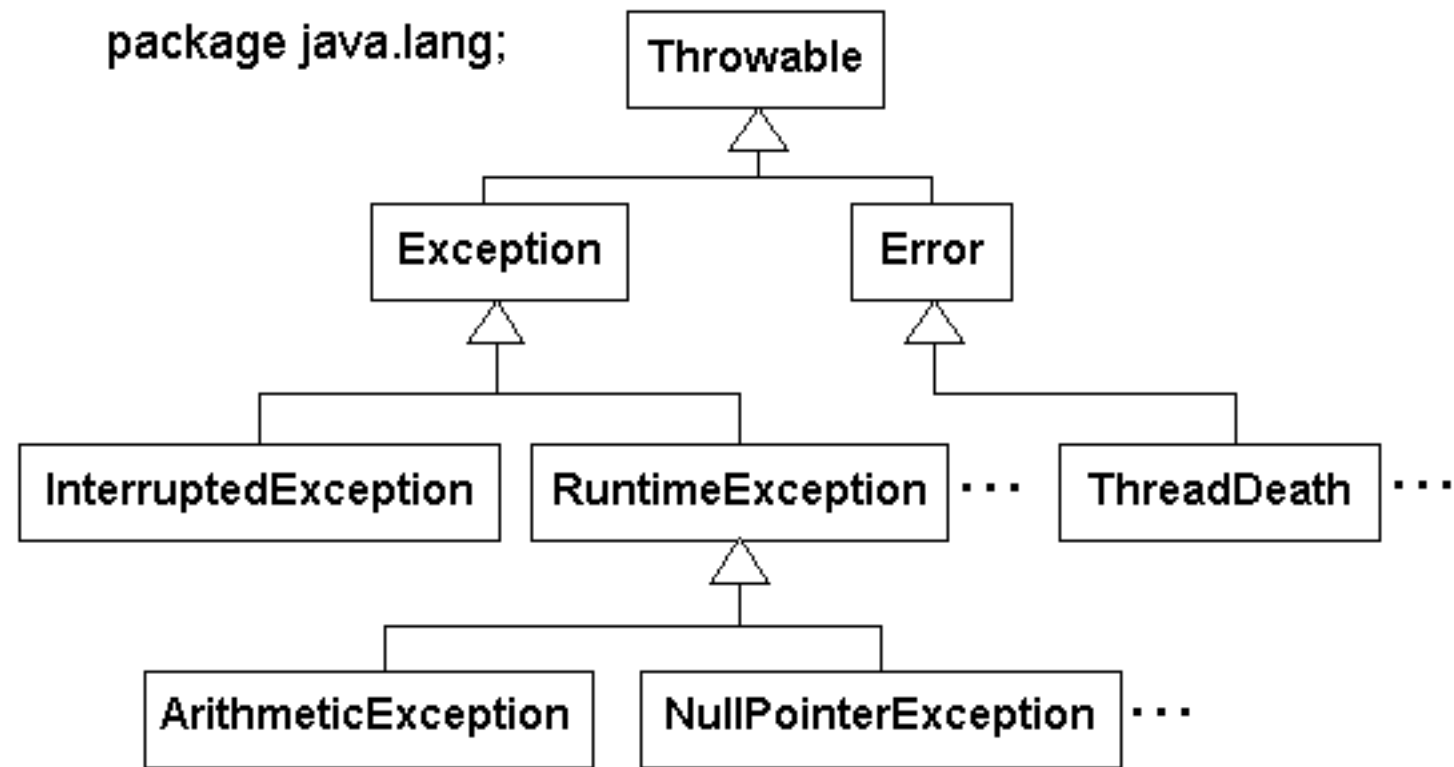 package java.lang;
Throwable
Exception
Error
InterruptedException
RuntimeException ...
ThreadDeath ...
ArithmeticException
NullPointerException ...